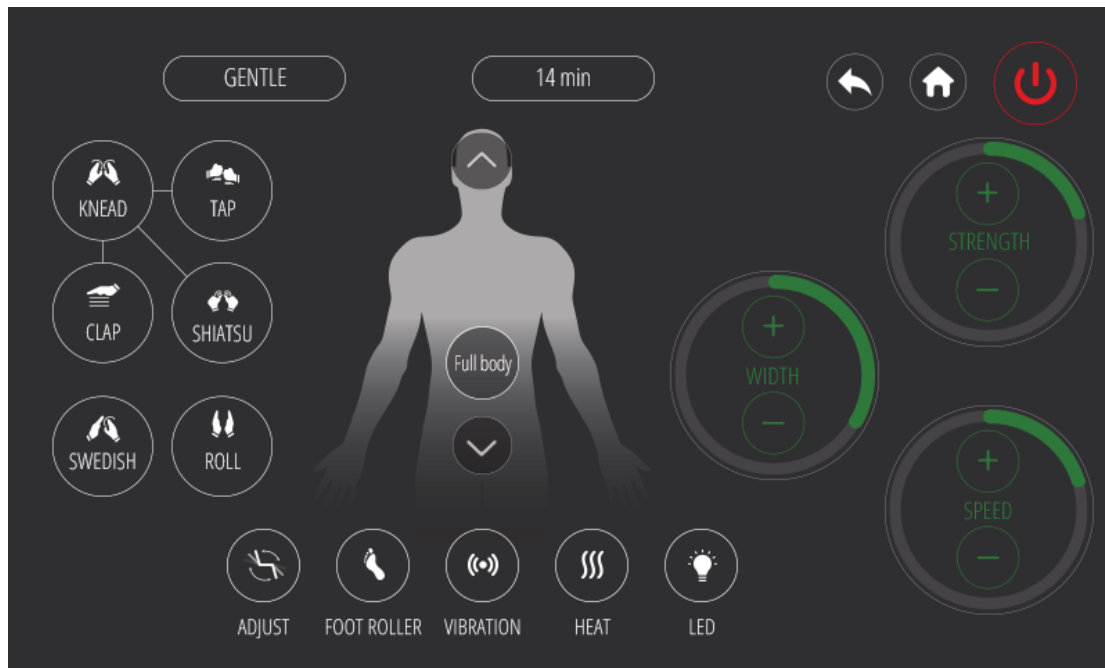 GENTLE
14 min
KNEAD
TAP
STRENGTH
CLAP
SHIATSU
Full body
WIDTH
SWEDISH
ROLL
SPEED
ADJUST
FOOT ROLLER
VIBRATION
HEAT
LED